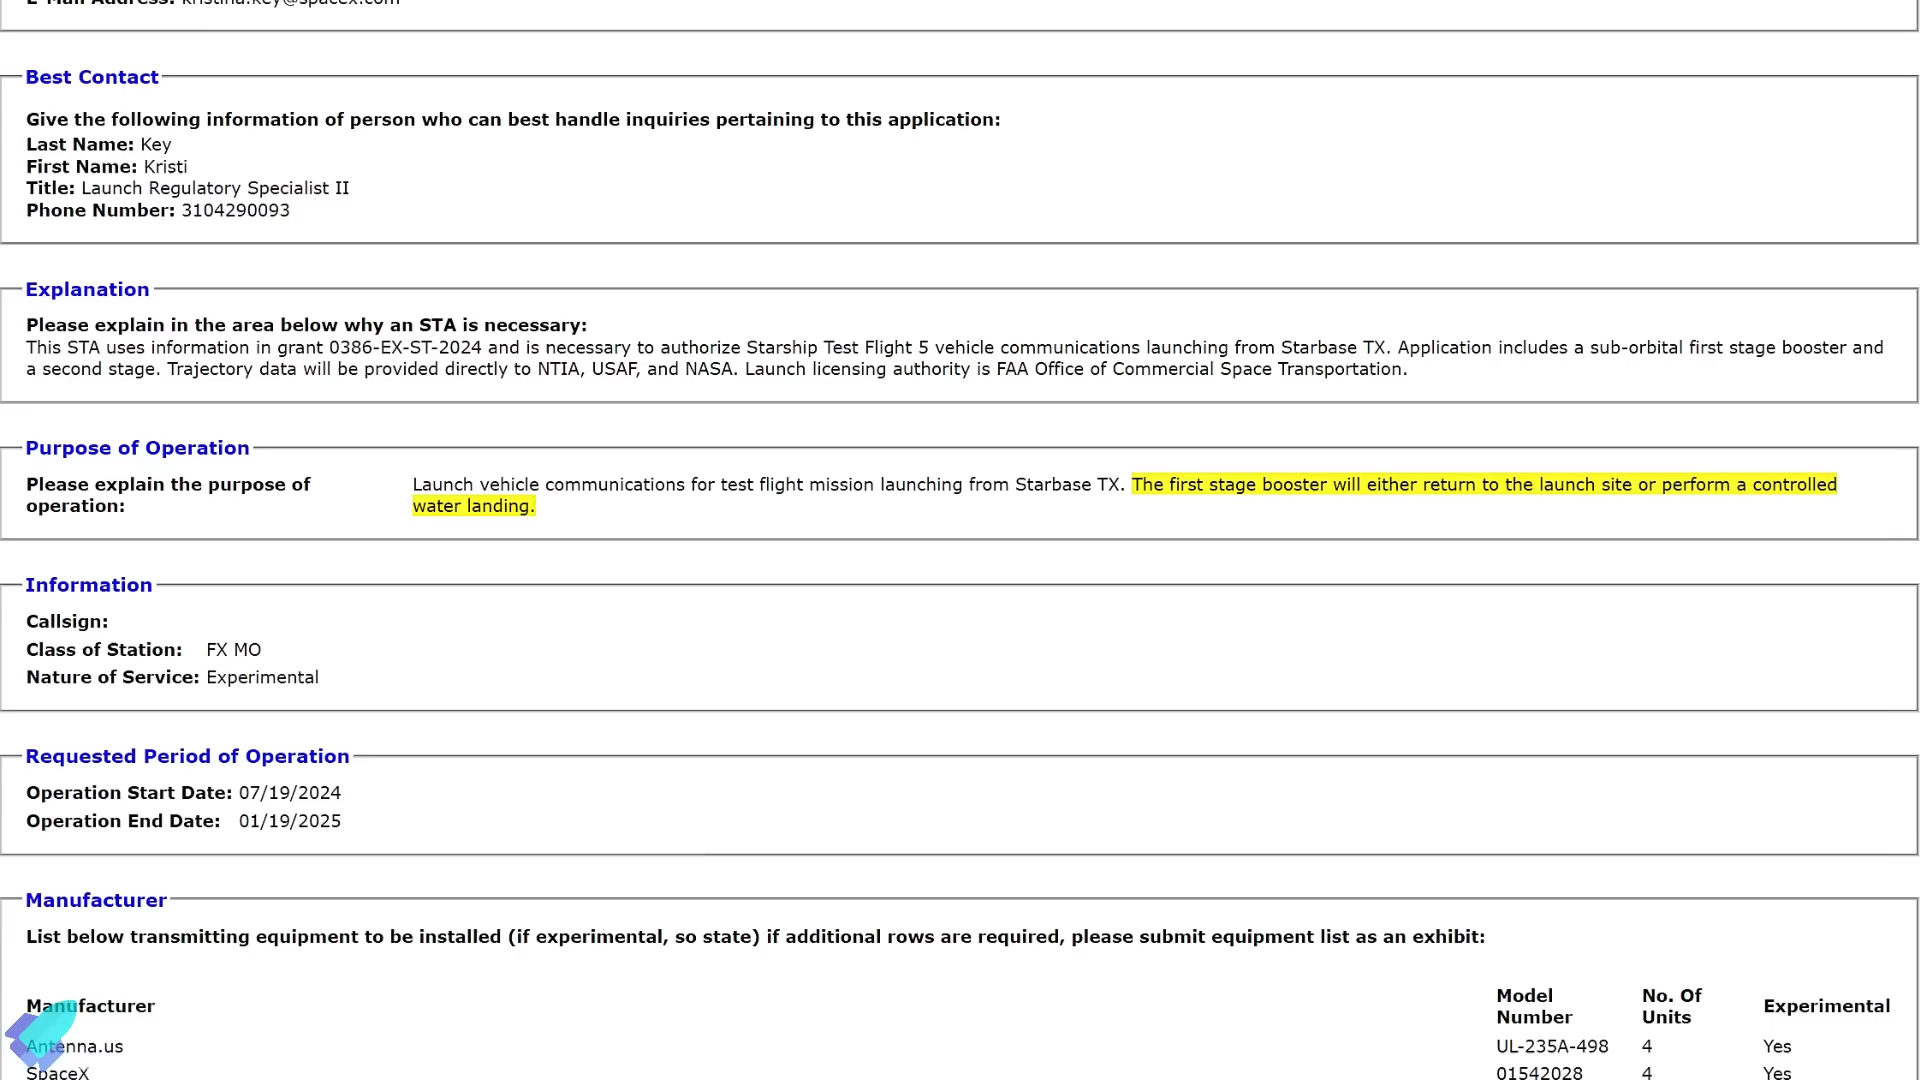 E-Mail Address: kristina.key@spacex.com
Best Contact
Give the following information of person who can best handle inquiries pertaining to this application:
Last Name: Key
First Name: Kristi
Title: Launch Regulatory Specialist II
Phone Number: 3104290093
Explanation
Please explain in the area below why an STA is necessary:
This STA uses information in grant 0386-EX-ST-2024 and is necessary to authorize Starship Test Flight 5 vehicle communications launching from Starbase TX. Application includes a sub-orbital first stage booster and
a second stage. Trajectory data will be provided directly to NTIA, USAF, and NASA. Launch licensing authority is FAA Office of Commercial Space Transportation.
Purpose of Operation
Please explain the purpose of
operation:
Launch vehicle communications for test flight mission launching from Starbase TX. The first stage booster will either return to the launch site or perform a controlled
water landing.
Information
Callsign:
Class of Station: FX MO
Nature of Service: Experimental
Requested Period of Operation
Operation Start Date: 07/19/2024
Operation End Date: 01/19/2025
Manufacturer
List below transmitting equipment to be installed (if experimental, so state) if additional rows are required, please submit equipment list as an exhibit:
Manufacturer
Model
Number
No. Of
Units
Experimental
Antenna.us UL-235A-498 4 Yes
SpaceX 01542028 4 Yes